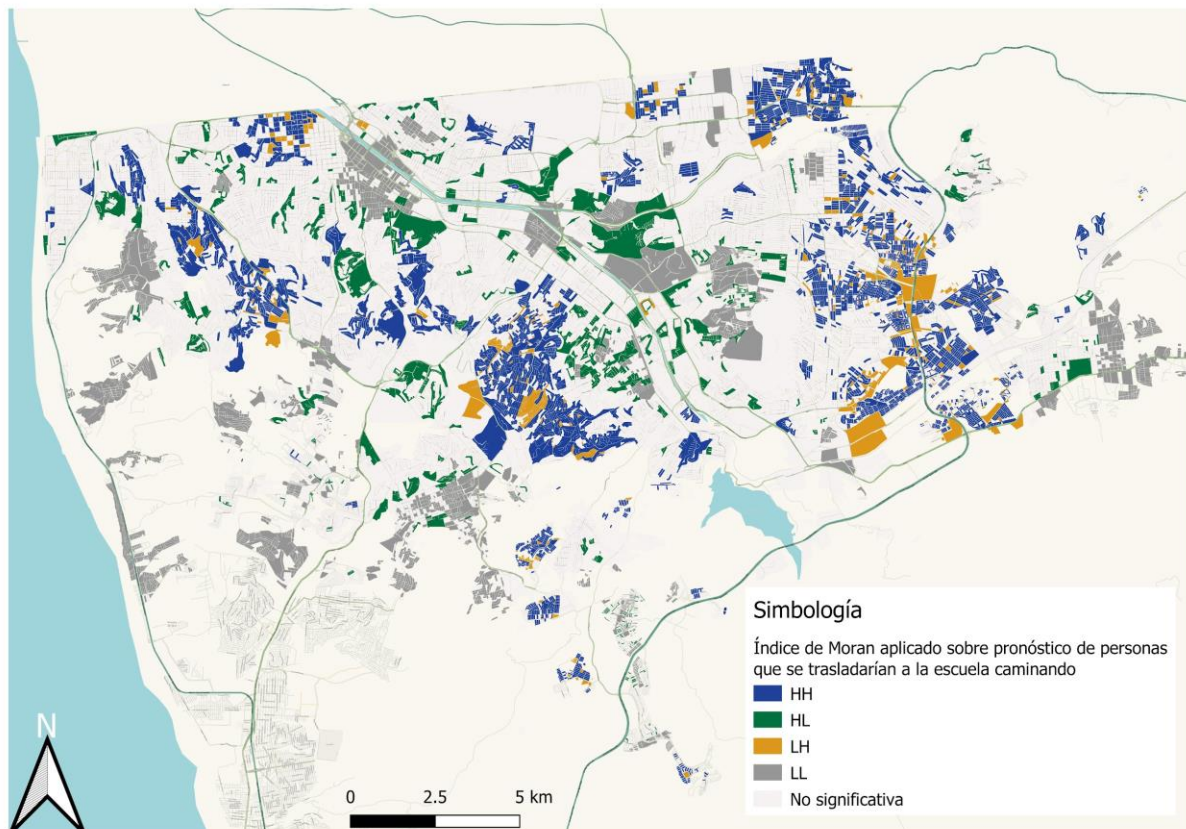 Simbología
Índice de Moran aplicado sobre pronóstico de personas
que se trasladarían a la escuela caminando
HH
HL
LH
LL
No significativa
N
0 2.5 5 km